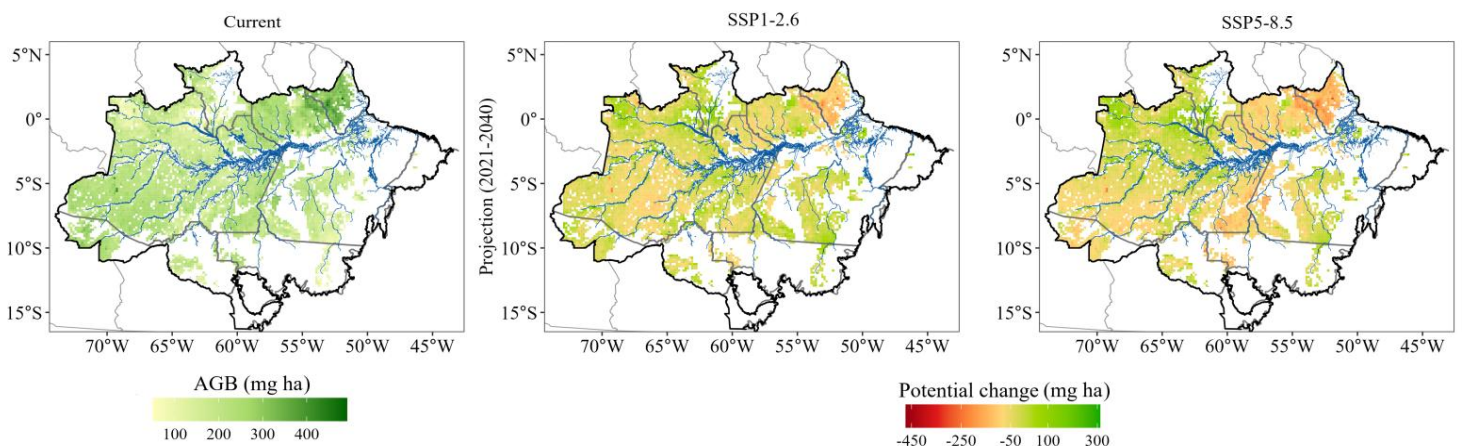 Current
SSP1-2.6
SSP5-8.5
5°N
0°
5°S
10°S
15°S
70°W 65°W 60°W 55°W 50°W 45°W
Projection (2021-2040)
5°N
0°
5°S
10°S
15°S
70°W 65°W 60°W 55°W 50°W 45°W
5°N
0°
5°S
10°S
15°S
70°W 65°W 60°W 55°W 50°W 45°W
AGB (mg ha)
100 200 300 400
Potential change (mg ha)
-450 -250 -50 100 300